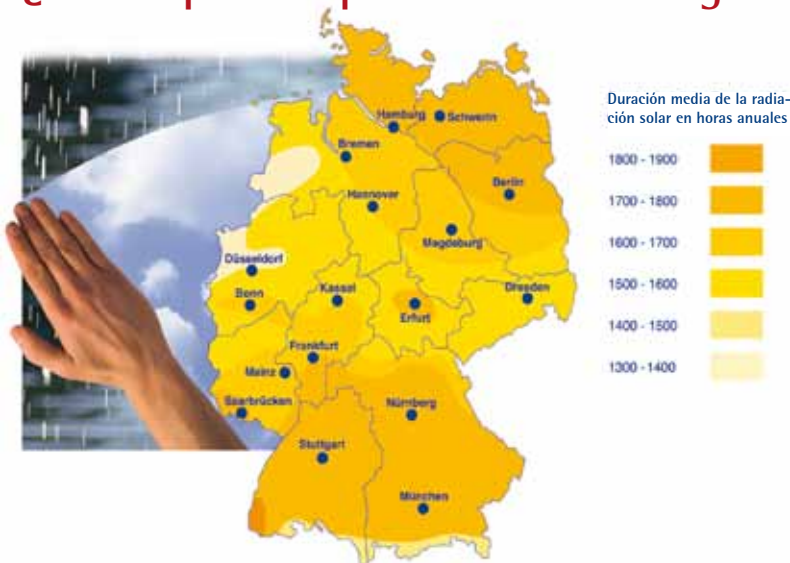 Hamburg
Schwerin
Bremen
Berlin
Hannover
Magdeburg
Düsseldorf
Bonn
Kassel
Erfurt
Dresden
Frankfurt
Mainz
Saarbrücken
Nürnberg
Stuttgart
München
Duración media de la radia-
ción solar en horas anuales
1800 - 1900
1700 - 1800
1600 - 1700
1500 - 1600
1400 - 1500
1300 - 1400